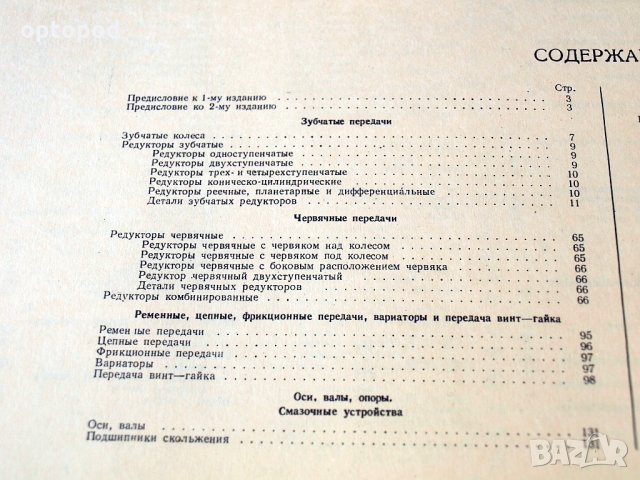 optopod
СОДЕРЖА
Стр.
Предисловие к 1-му изданию 3
Предисловие ко 2-му изданию 3
Зубчатые передачи
Зубчатые колеса 7
Редукторы зубчатые 9
Редукторы одноступенчатые 9
Редукторы двухступенчатые 9
Редукторы трех- и четырехступенчатые 10
Редукторы коническо-цилиндрические 10
Редукторы реечные, планетарные и дифференциальные 10
Детали зубчатых редукторов 11
Червячные передачи
Редукторы червячные 65
Редукторы червячные с червяком над колесом 65
Редукторы червячные с червяком под колесом 65
Редукторы червячные с боковым расположением червяка 66
Редуктор червячный двухступенчатый 66
Детали червячных редукторов 66
Редукторы комбинированные 66
Ременные, цепные, фрикционные передачи, вариаторы и передача винт—гайка
Ременные передачи 95
Цепные передачи 96
Фрикционные передачи 97
Вариаторы 97
Передача винт—гайка 98
Оси, валы, опоры.
Смазочные устройства
Оси, валы 131
Подшипники скольжения 131
BAZAR